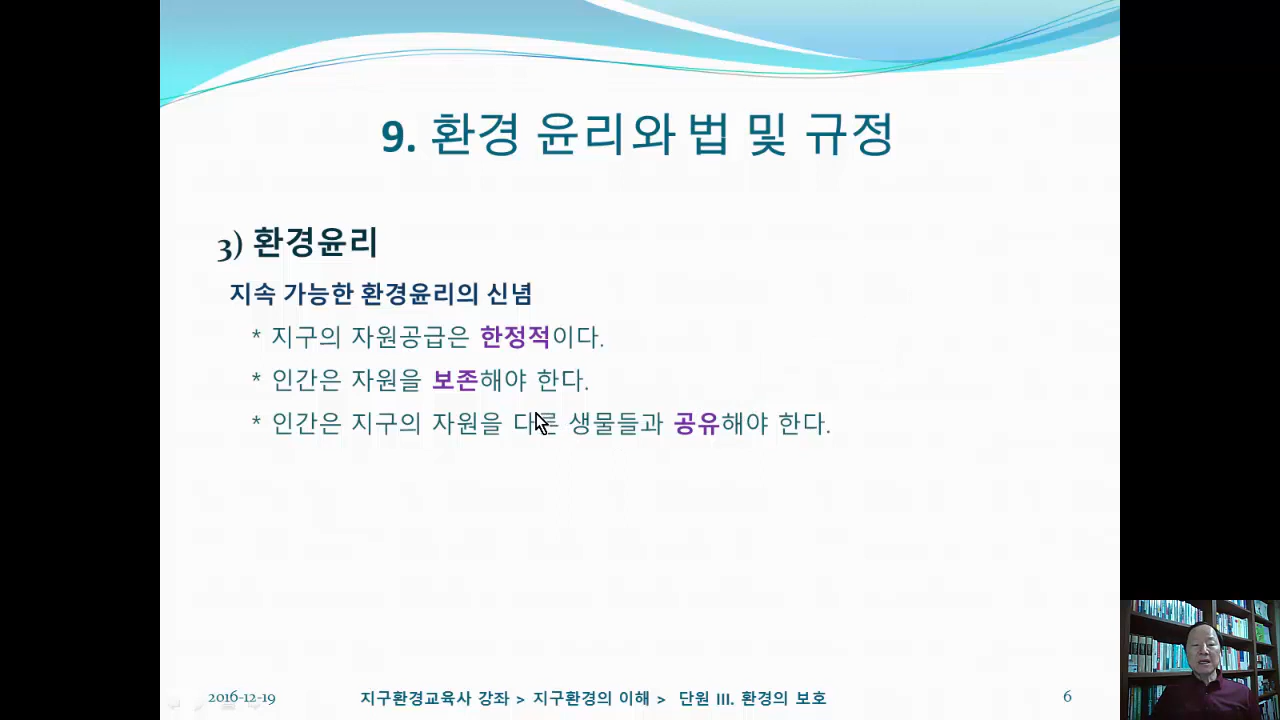 9. 환경 윤리와 법 및 규정
3) 환경윤리
지속 가능한 환경윤리의 신념
* 지구의 자원공급은 한정적이다.
* 인간은 자원을 보존해야 한다.
* 인간은 지구의 자원을 다른 생물들과 공유해야 한다.
2016-12-19
지구환경교육사 강좌 > 지구환경의 이해 > 단원 III. 환경의 보호
6